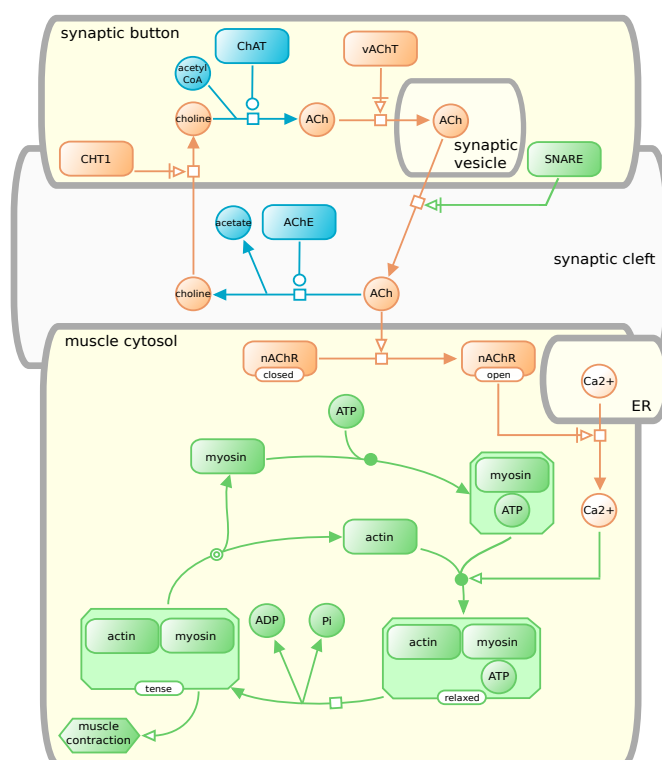 synaptic button
ChAT
vAChT
acetyl
CoA
choline
ACh
ACh
synaptic
vesicle
CHT1
SNARE
acetate
AChE
synaptic cleft
choline
ACh
muscle cytosol
nAChR
closed
nAChR
open
Ca2+
ER
ATP
myosin
myosin
ATP
Ca2+
actin
ADP
Pi
actin
myosin
tense
actin
myosin
ATP
relaxed
muscle
contraction